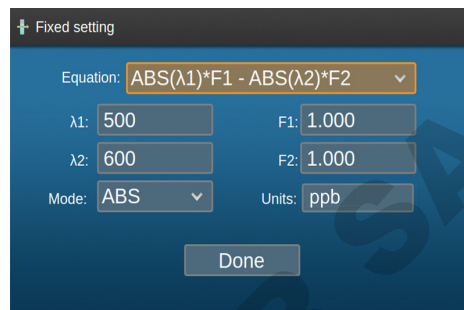 Fixed setting
Equation: ABS(λ1)*F1 - ABS(λ2)*F2
λ1: 500 F1: 1.000
λ2: 600 F2: 1.000
Mode: ABS Units: ppb
Done